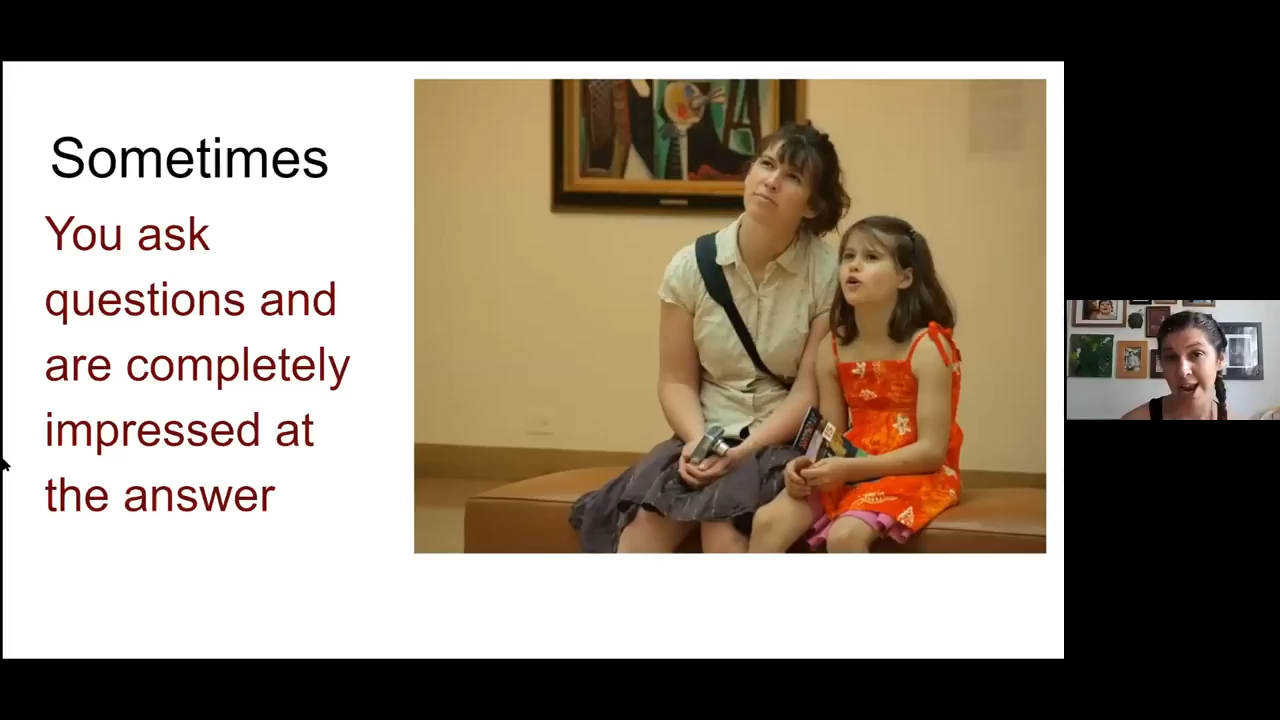 Sometimes
You ask
questions and
are completely
impressed at
the answer